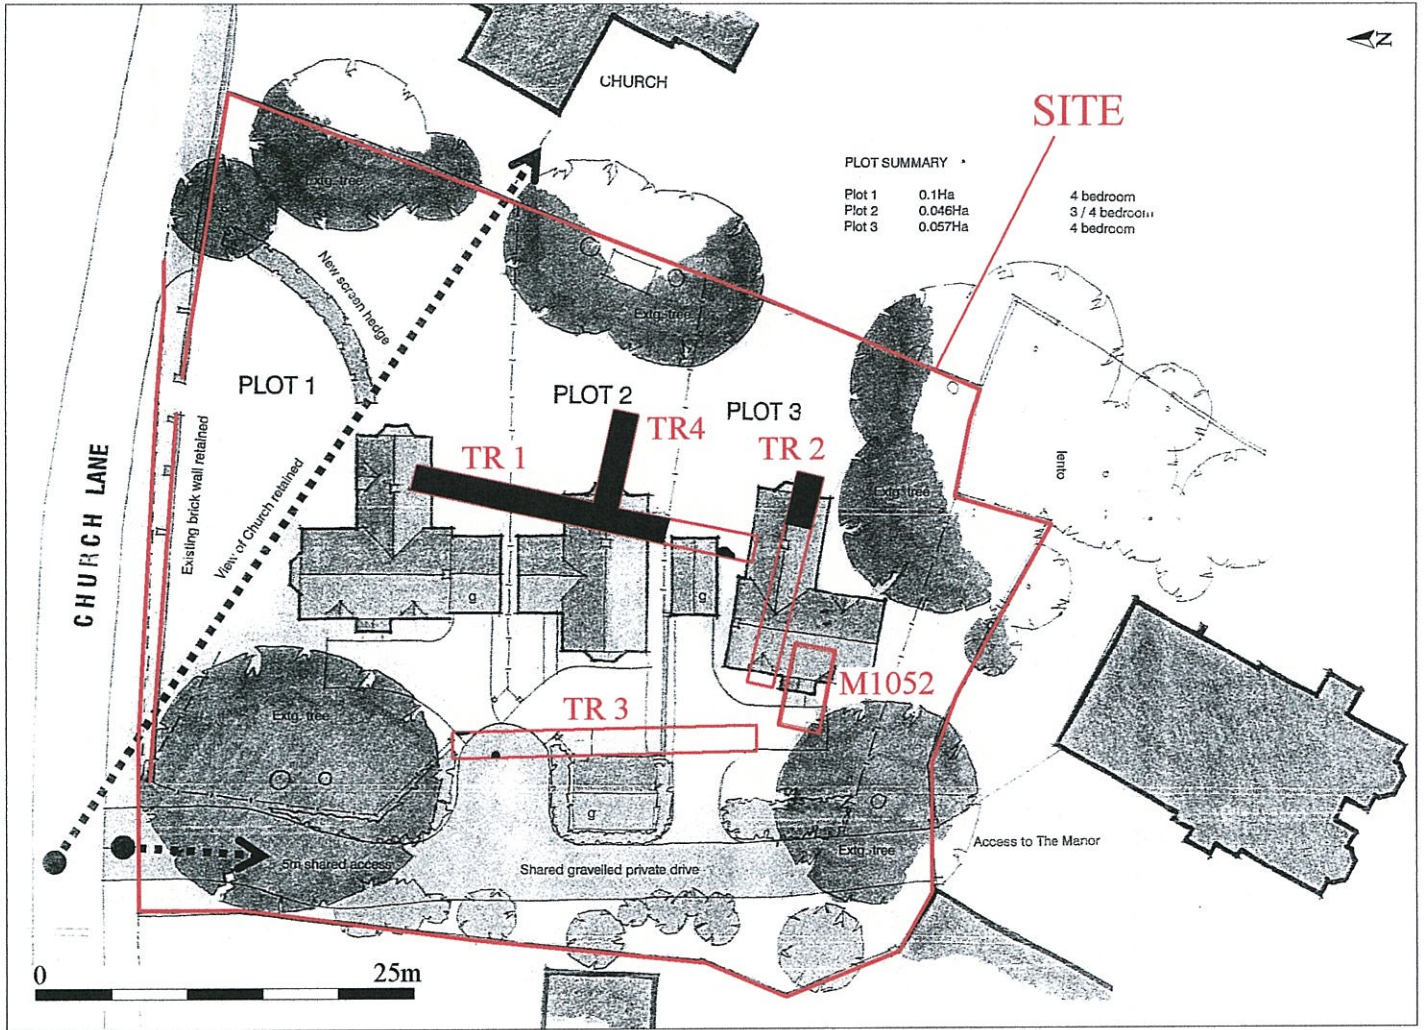 CHURCH
N
SITE
PLOT SUMMARY
Plot 1 0.1Ha 4 bedroom
Plot 2 0.046Ha 3 / 4 bedroom
Plot 3 0.057Ha 4 bedroom
Extg. tree
New screen hedge
Extg. tree
PLOT 1
PLOT 2
PLOT 3
TR4
TR 1
TR 2
CHURCH LANE
Existing brick wall retained
View of Church retained
Extg. tree
g
g
M1052
TR 3
Extg. tree
g
Access to The Manor
Extg. tree
5m shared access
Shared gravelled private drive
0 25m